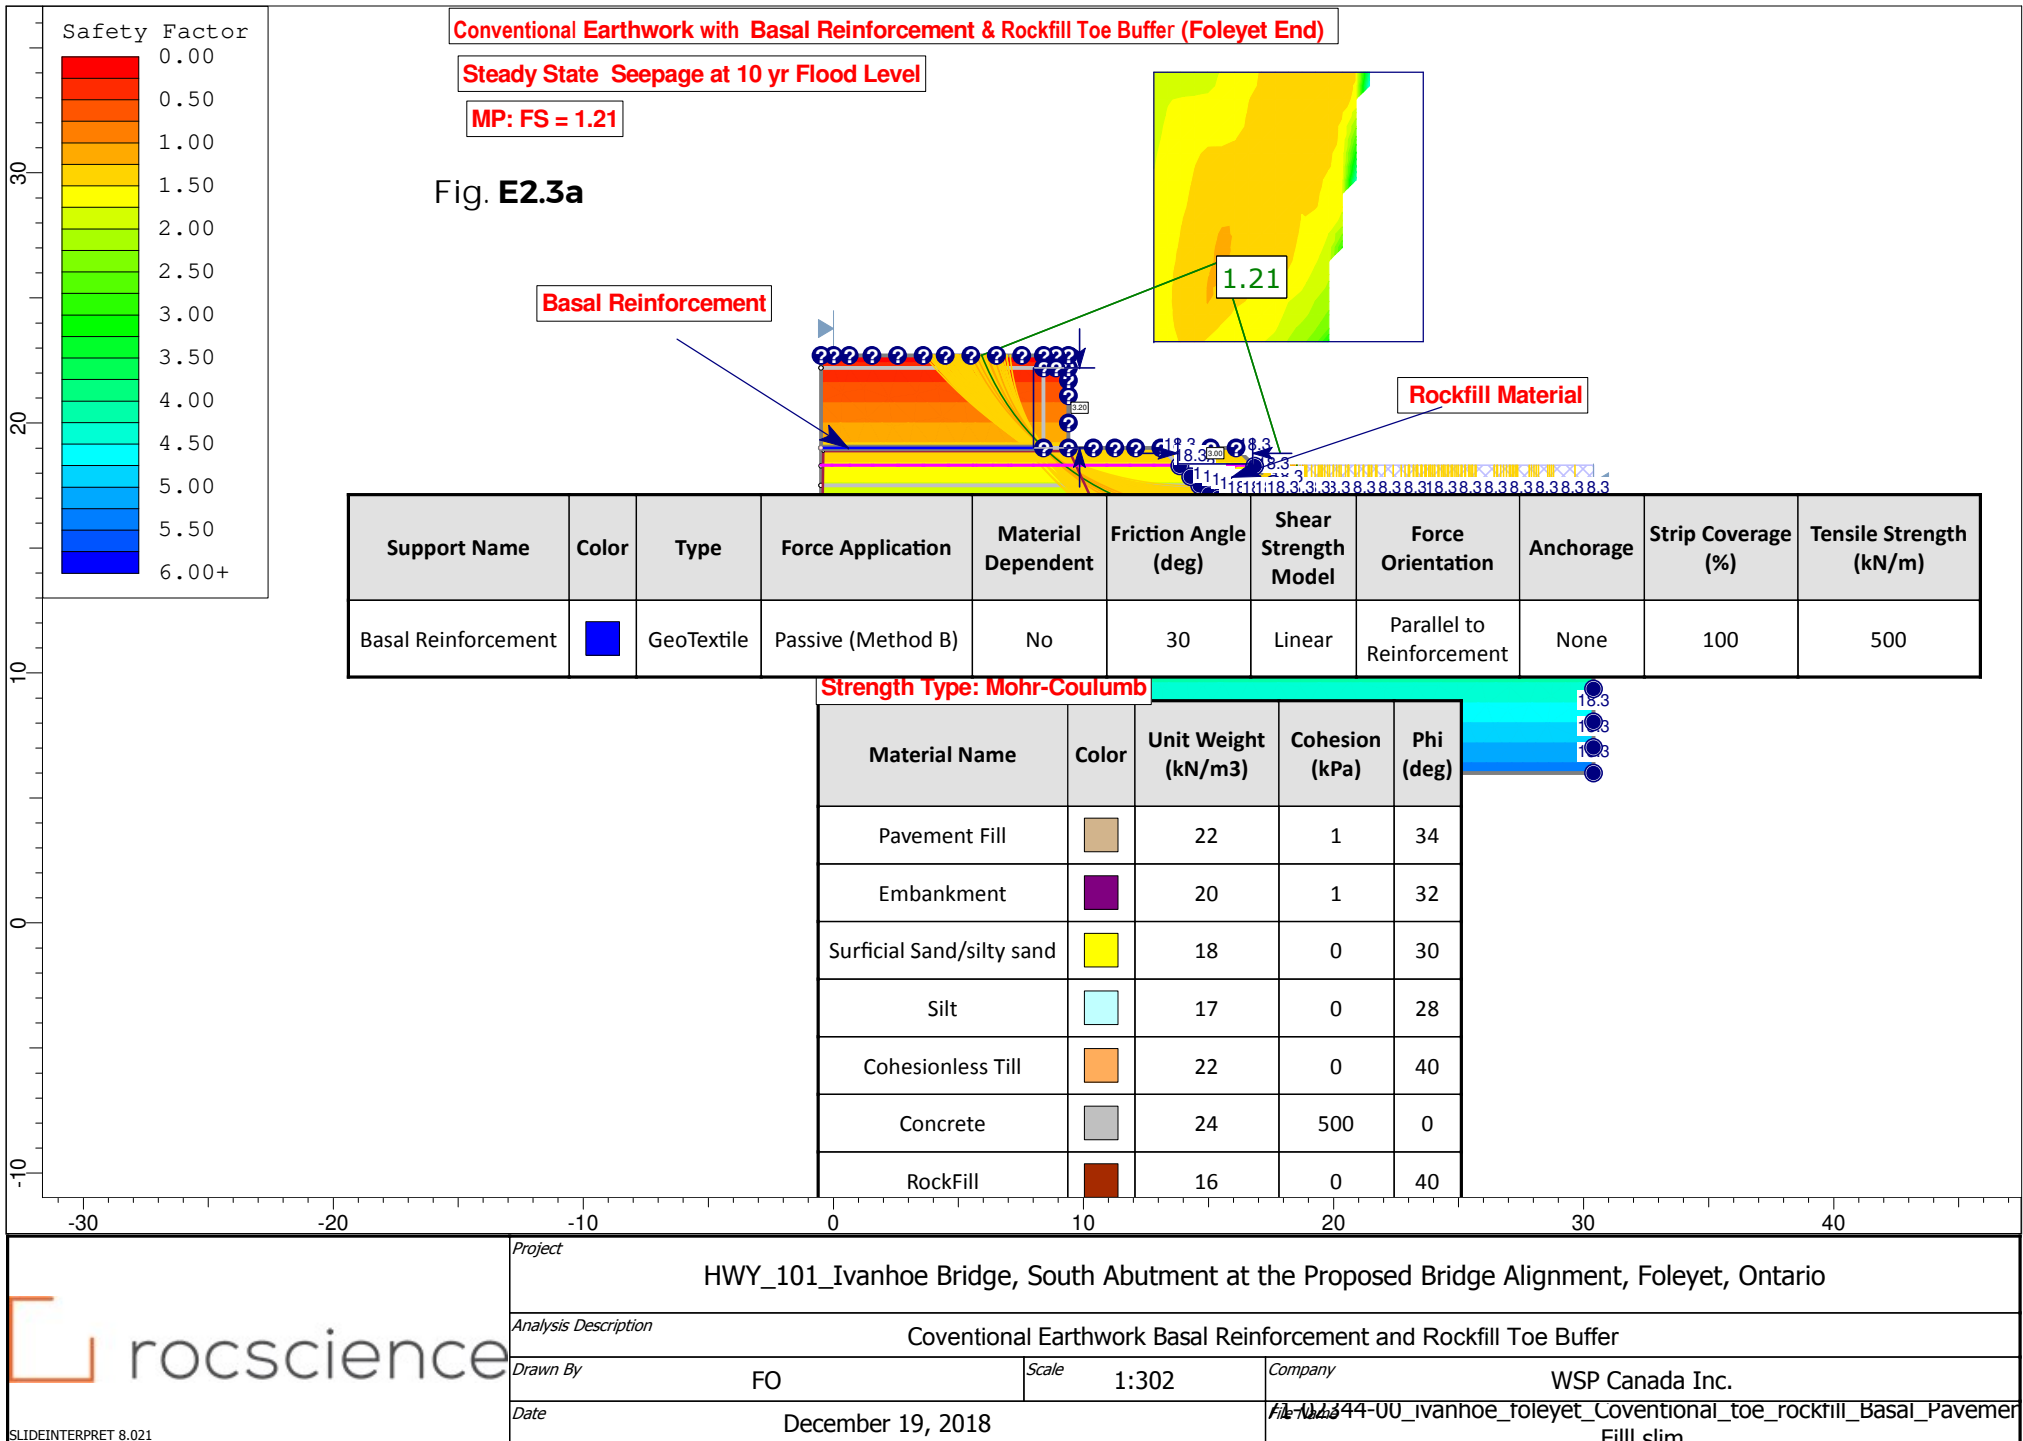 Safety Factor
0.00
0.50
1.00
1.50
2.00
2.50
3.00
3.50
4.00
4.50
5.00
5.50
6.00+
Conventional Earthwork with Basal Reinforcement & Rockfill Toe Buffer (Foleyet End)
Steady State Seepage at 10 yr Flood Level
MP: FS = 1.21
Fig. E2.3a
1.21
Basal Reinforcement
Rockfill Material
3.20
3.00
Support Name Color Type Force Application Material Dependent Friction Angle (deg) Shear Strength Model Force Orientation Anchorage Strip Coverage (%) Tensile Strength (kN/m)
Basal Reinforcement GeoTextile Passive (Method B) No 30 Linear Parallel to Reinforcement None 100 500
Strength Type: Mohr-Coulumb
18.3
Material Name Color Unit Weight (kN/m3) Cohesion (kPa) Phi (deg)
Pavement Fill 22 1 34
Embankment 20 1 32
Surficial Sand/silty sand 18 0 30
Silt 17 0 28
Cohesionless Till 22 0 40
Concrete 24 500 0
RockFill 16 0 40
30
20
10
0
-10
-30 -20 -10 0 10 20 30 40
Project
HWY_101_Ivanhoe Bridge, South Abutment at the Proposed Bridge Alignment, Foleyet, Ontario
Analysis Description
Coventional Earthwork Basal Reinforcement and Rockfill Toe Buffer
Drawn By FO Scale 1:302 Company WSP Canada Inc.
Date December 19, 2018 File Name
rocscience
SLIDEINTERPRET 8.021